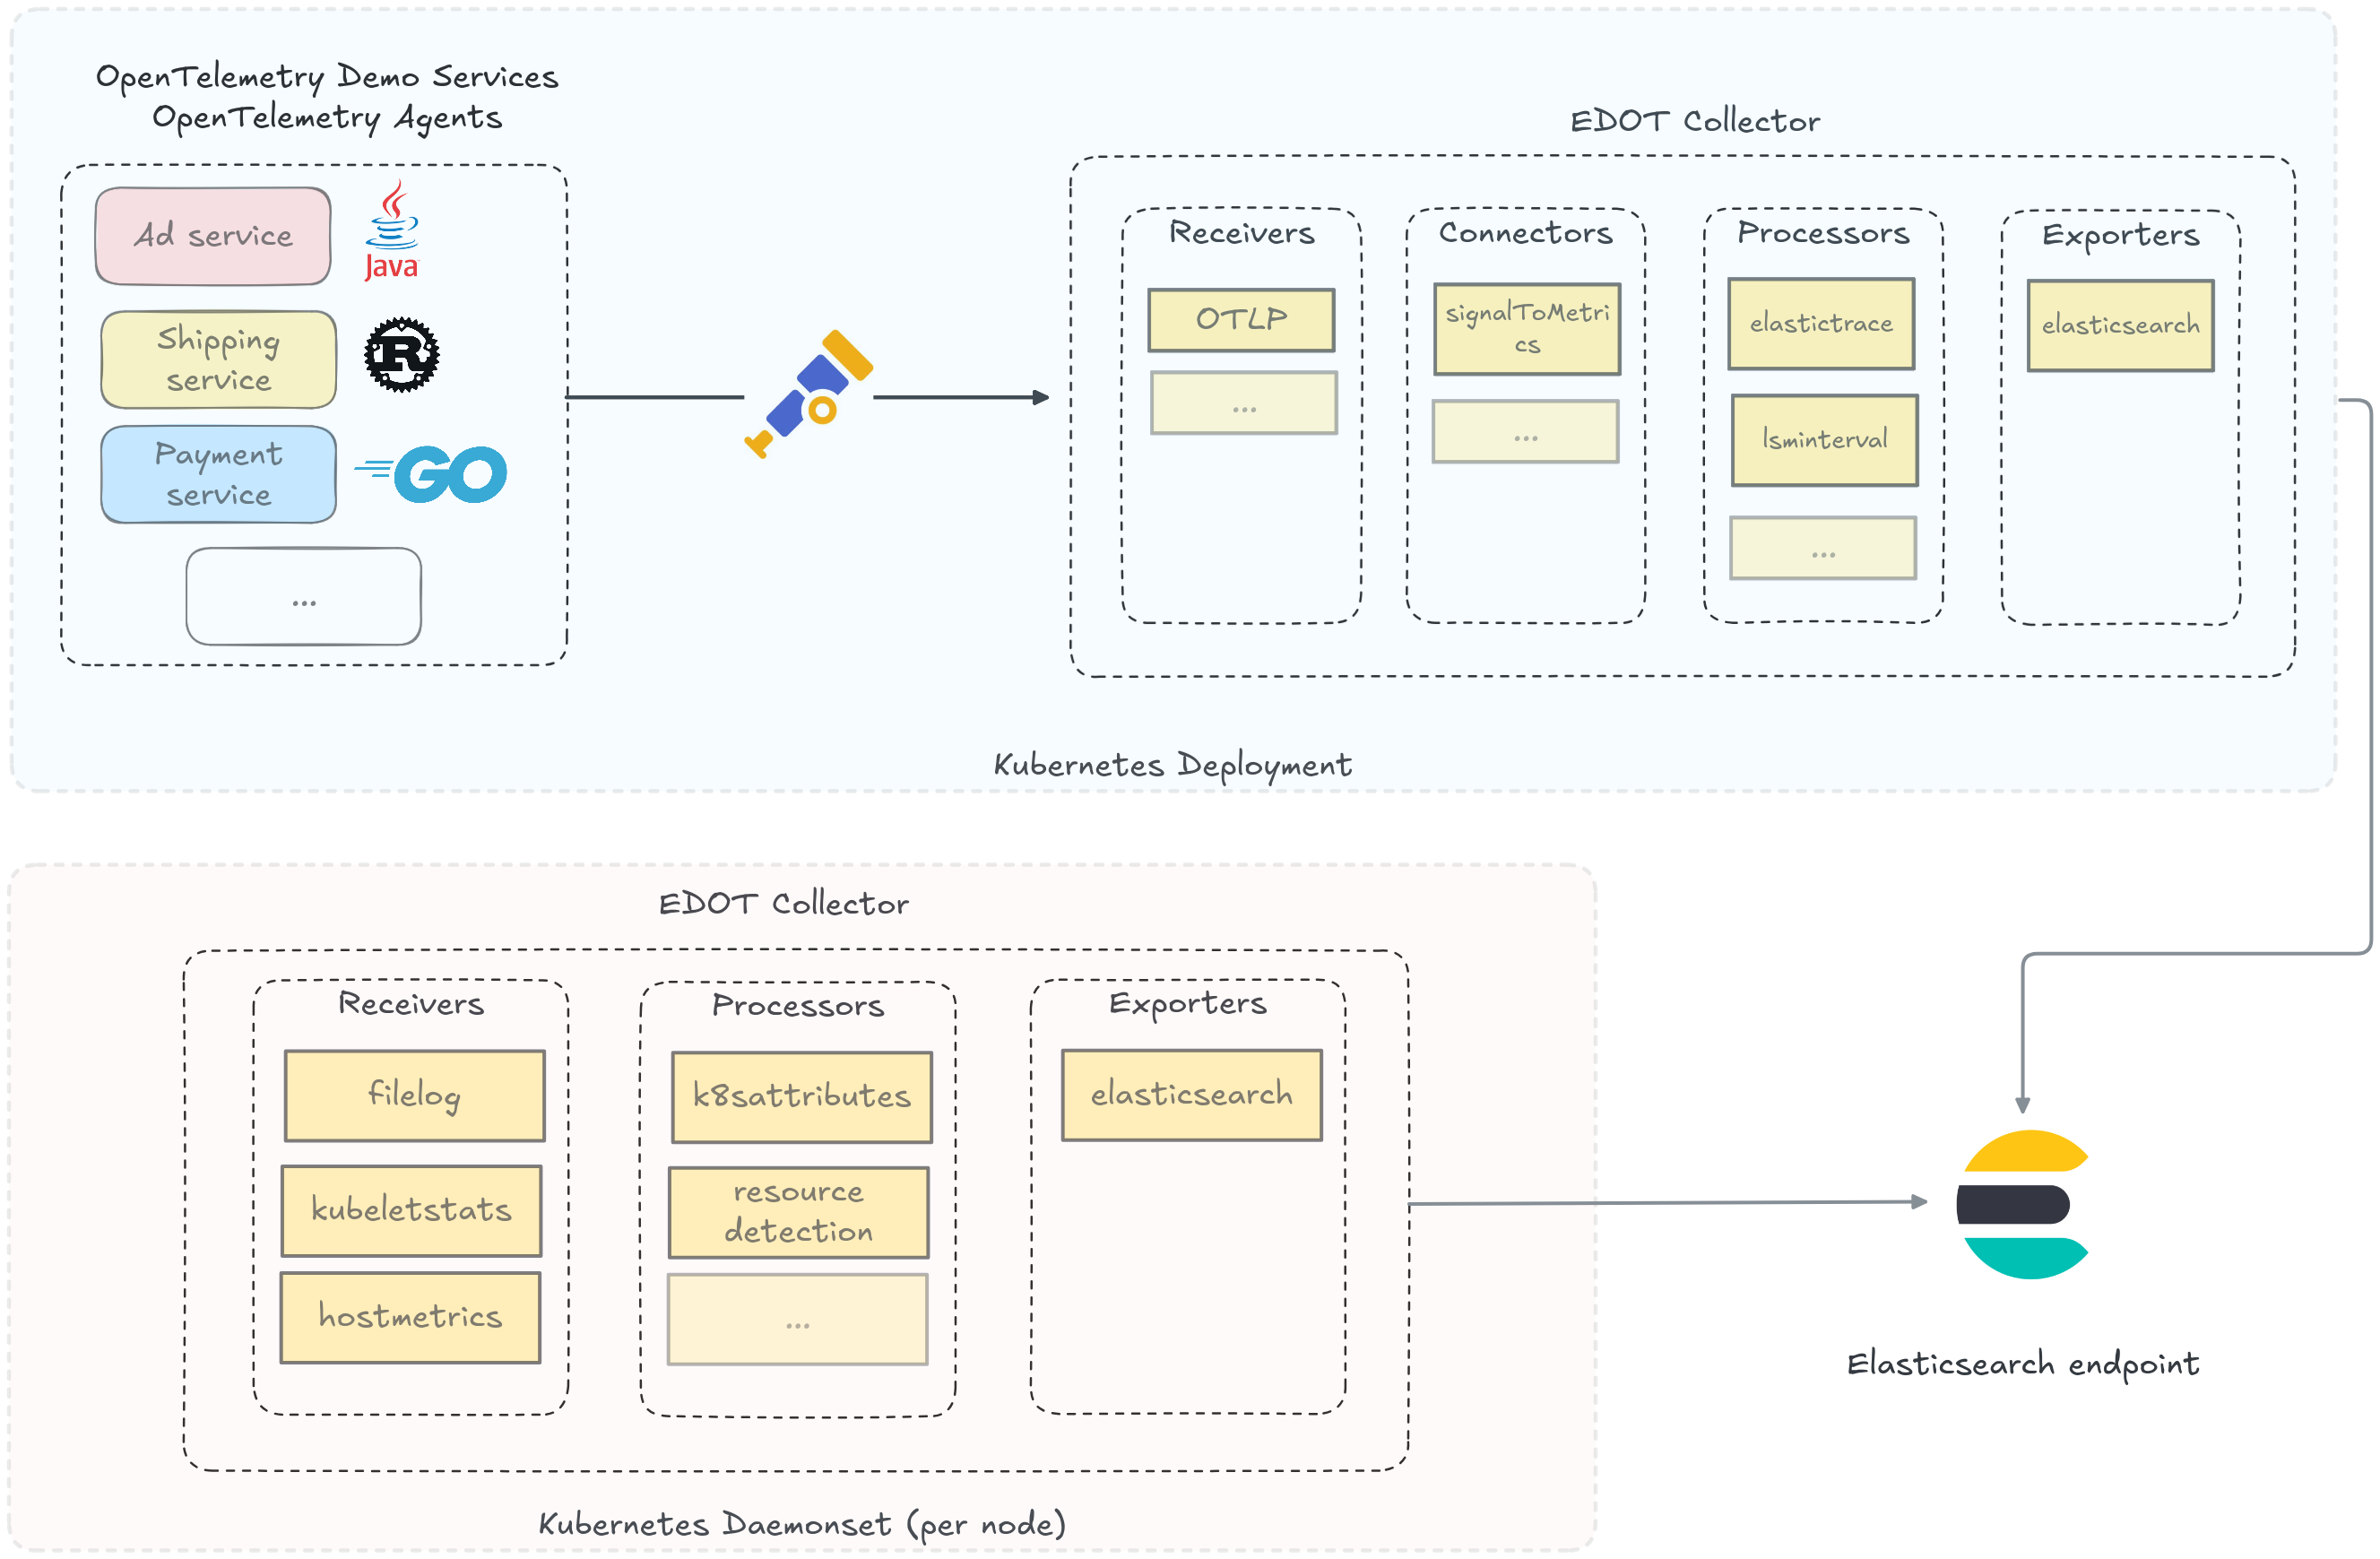 OpenTelemetry Demo Services
OpenTelemetry Agents
Ad service
Java
Shipping
service
R
Payment
service
GO
...
EDOT Collector
Receivers
OTLP
...
Connectors
signalToMetri
cs
...
Processors
elastictrace
lsminterval
...
Exporters
elasticsearch
Kubernetes Deployment
EDOT Collector
Receivers
filelog
kubeletstats
hostmetrics
Processors
k8sattributes
resource
detection
...
Exporters
elasticsearch
Kubernetes Daemonset (per node)
Elasticsearch endpoint